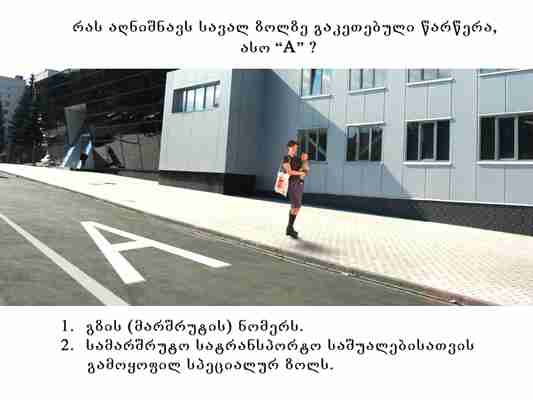 რას აღნიშნავს სავალ ზოლზე გაკეთებული წარწერა,
ასო “A” ?
A
1. გზის (მარშრუტის) ნომერს.
2. სამარშრუტო სატრანსპორტო საშუალებისათვის
გამოყოფილ სპეციალურ ზოლს.